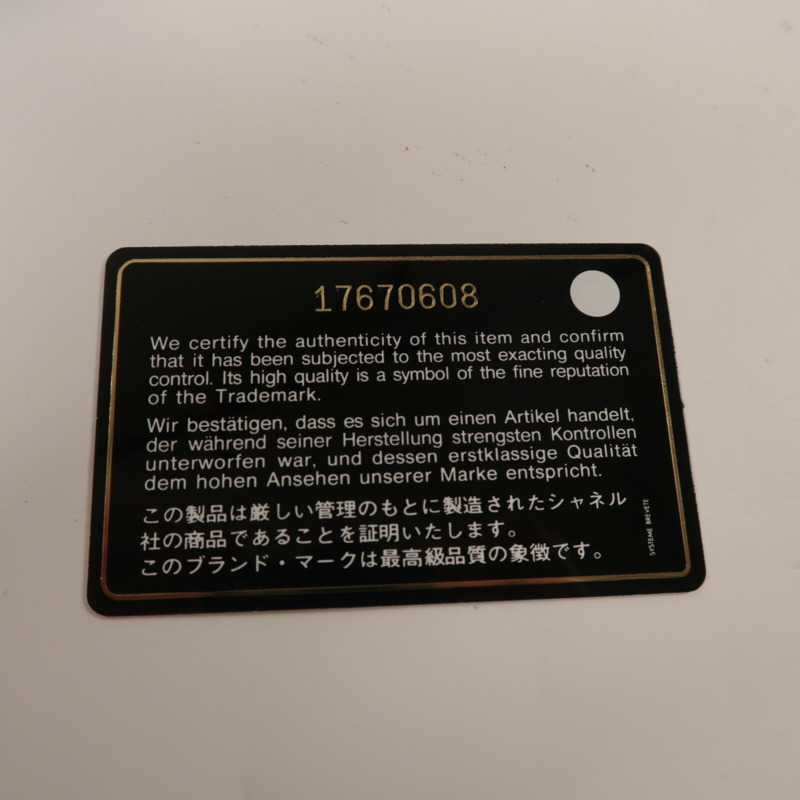 17670608
We certify the authenticity of this item and confirm
that it has been subjected to the most exacting quality
control. Its high quality is a symbol of the fine reputation
of the Trademark.
Wir bestätigen, dass es sich um einen Artikel handelt,
der während seiner Herstellung strengsten Kontrollen
unterworfen war, und dessen erstklassige Qualität
dem hohen Ansehen unserer Marke entspricht.
この製品は厳しい管理のもとに製造されたシャネル
社の商品であることを証明いたします。
このブランド・マークは最高級品質の象徴です。
SYSTEME BREVETE